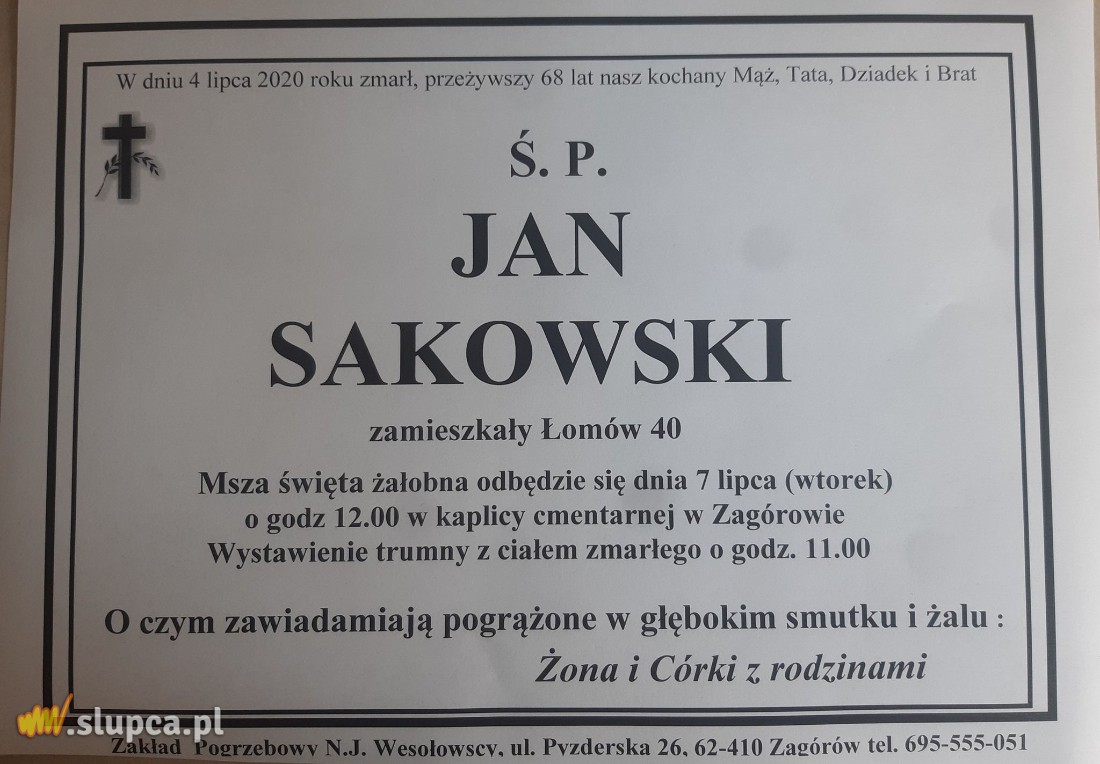 W dniu 4 lipca 2020 roku zmarł, przeżywszy 68 lat nasz kochany Mąż, Tata, Dziadek i Brat
Ś. P.
JAN
SAKOWSKI
zamieszkały Łomów 40
Msza święta żałobna odbędzie się dnia 7 lipca (wtorek)
o godz 12.00 w kaplicy cmentarnej w Zagórowie
Wystawienie trumny z ciałem zmarłego o godz. 11.00
O czym zawiadamiają pogrążone w głębokim smutku i żalu :
Żona i Córki z rodzinami
www.slupca.pl
Zakład Pogrzebowy N.J. Wesołowscy, ul. Pyzderska 26, 62-410 Zagórów tel. 695-555-051